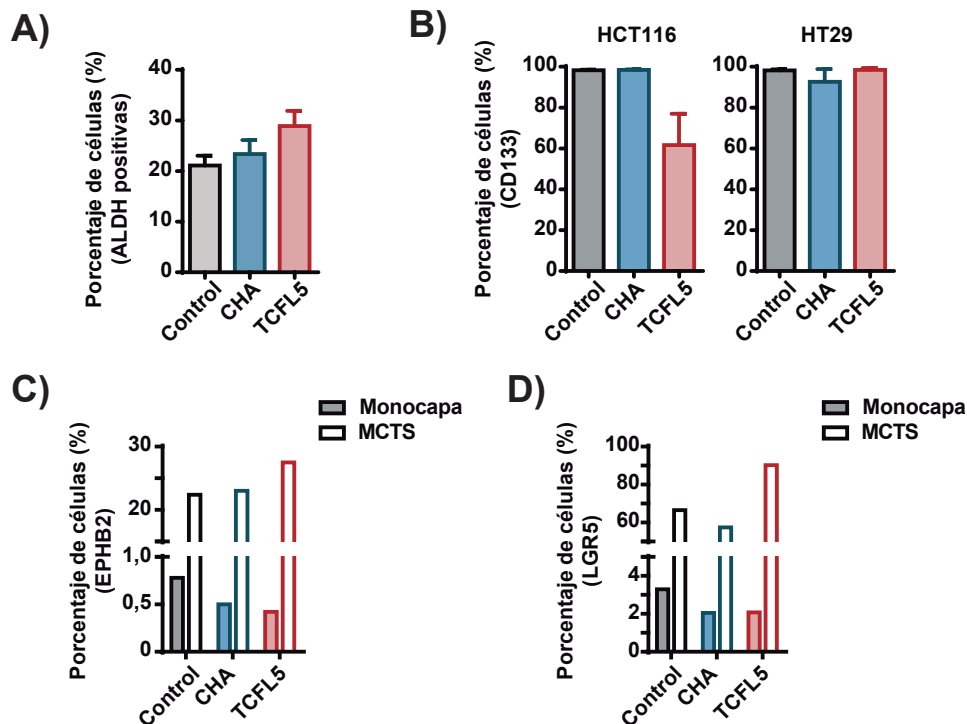 A)
Porcentaje de células (%)
(ALDH positivas)
40
30
20
10
0
Control
CHA
TCFL5
B)
HCT116
HT29
Porcentaje de células (%)
(CD133)
100
80
60
40
20
0
Control
CHA
TCFL5
100
80
60
40
20
0
Control
CHA
TCFL5
C)
Monocapa
MCTS
Porcentaje de células (%)
(EPHB2)
30
20
1,0
0,5
0
Control
CHA
TCFL5
D)
Monocapa
MCTS
Porcentaje de células (%)
(LGR5)
100
80
60
4
2
0
Control
CHA
TCFL5